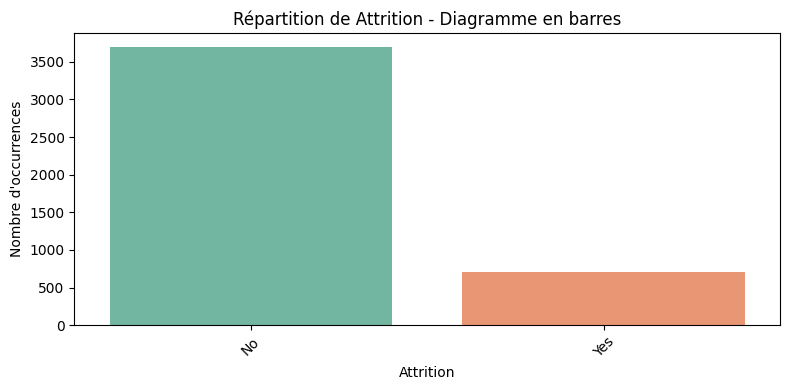 Répartition de Attrition - Diagramme en barres
Nombre d'occurrences
3500
3000
2500
2000
1500
1000
500
0
No
Yes
Attrition